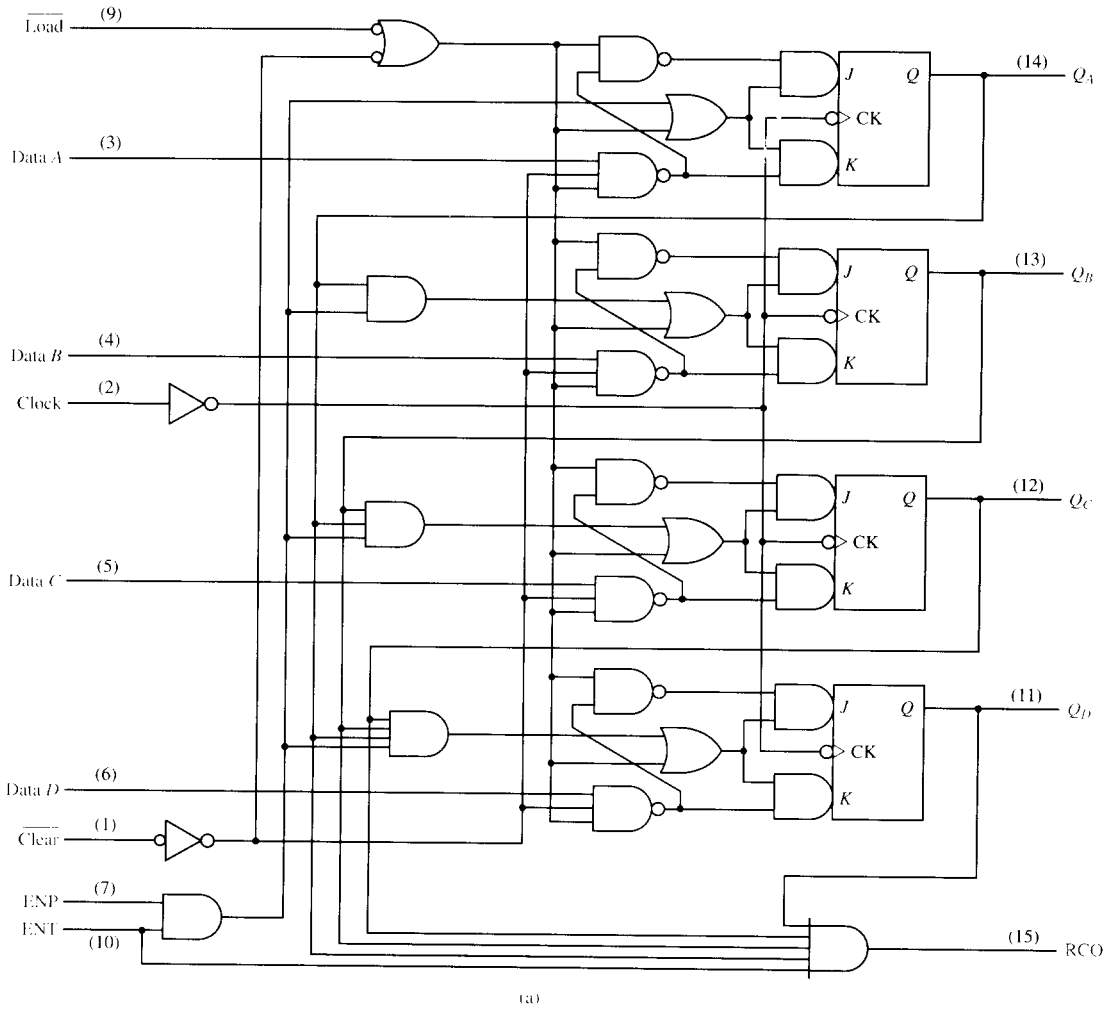 Load (9)
J Q (14) QA
CK
Data A (3)
K
J Q (13) QB
CK
Data B (4)
K
Clock (2)
J Q (12) QC
CK
Data C (5)
K
J Q (11) QD
CK
Data D (6)
K
Clear (1)
ENP (7)
ENT (10)
(15) RCO
(a)